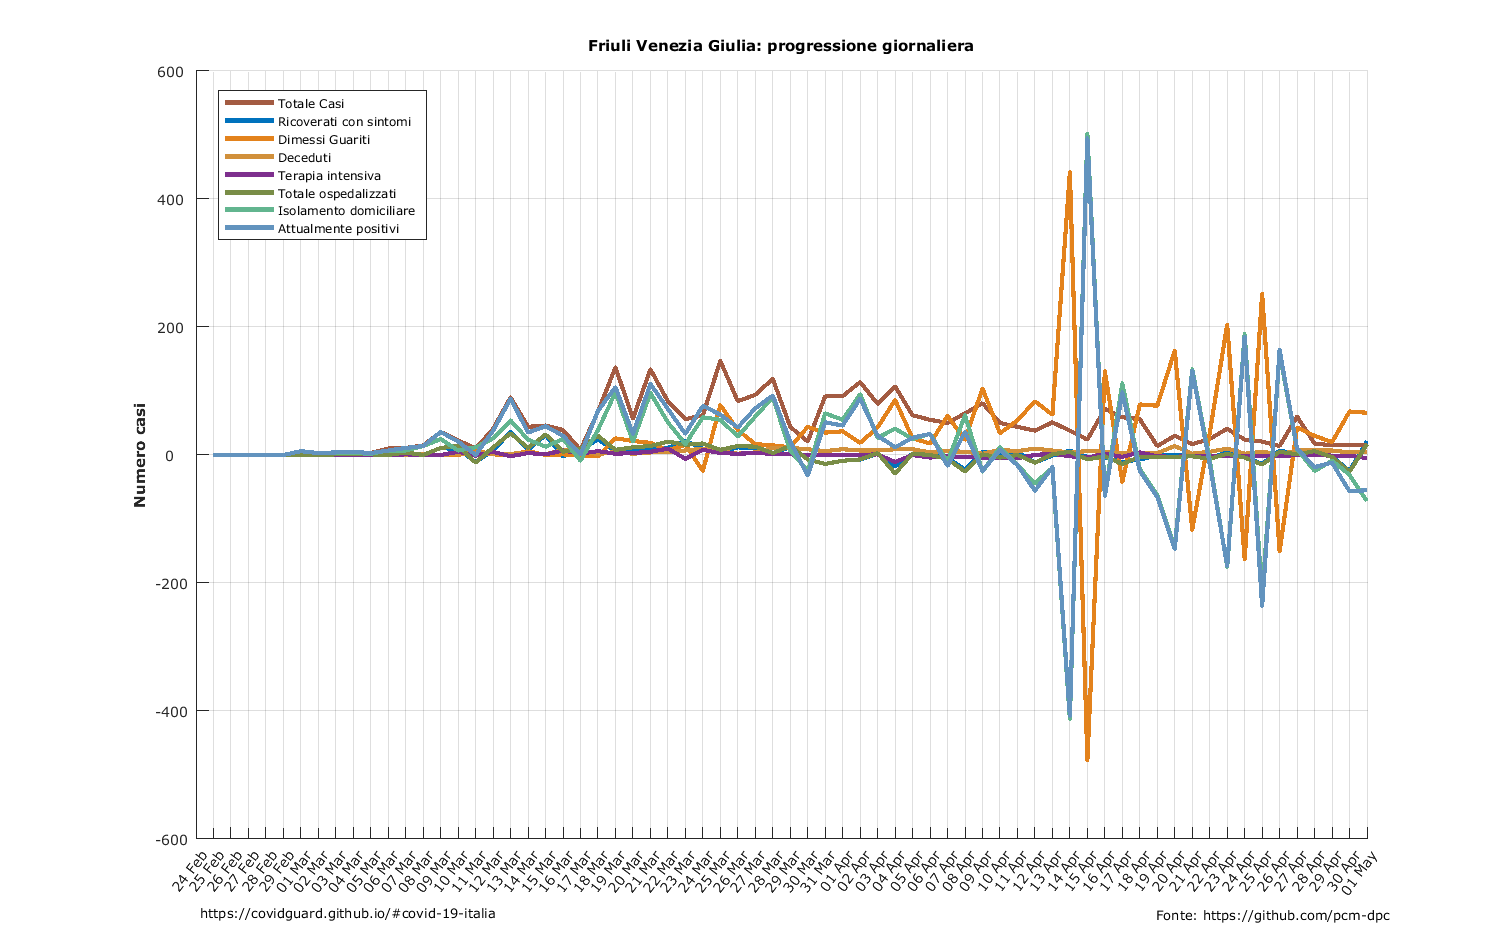 Friuli Venezia Giulia: progressione giornaliera
600
400
200
0
-200
-400
-600
Numero casi
Totale Casi
Ricoverati con sintomi
Dimessi Guariti
Deceduti
Terapia intensiva
Totale ospedalizzati
Isolamento domiciliare
Attualmente positivi
24 Feb
25 Feb
26 Feb
27 Feb
28 Feb
29 Feb
01 Mar
02 Mar
03 Mar
04 Mar
05 Mar
06 Mar
07 Mar
08 Mar
09 Mar
10 Mar
11 Mar
12 Mar
13 Mar
14 Mar
15 Mar
16 Mar
17 Mar
18 Mar
19 Mar
20 Mar
21 Mar
22 Mar
23 Mar
24 Mar
25 Mar
26 Mar
27 Mar
28 Mar
29 Mar
30 Mar
31 Mar
01 Apr
02 Apr
03 Apr
04 Apr
05 Apr
06 Apr
07 Apr
08 Apr
09 Apr
10 Apr
11 Apr
12 Apr
13 Apr
14 Apr
15 Apr
16 Apr
17 Apr
18 Apr
19 Apr
20 Apr
21 Apr
22 Apr
23 Apr
24 Apr
25 Apr
26 Apr
27 Apr
28 Apr
29 Apr
30 Apr
01 May
https://covidguard.github.io/#covid-19-italia
Fonte: https://github.com/pcm-dpc